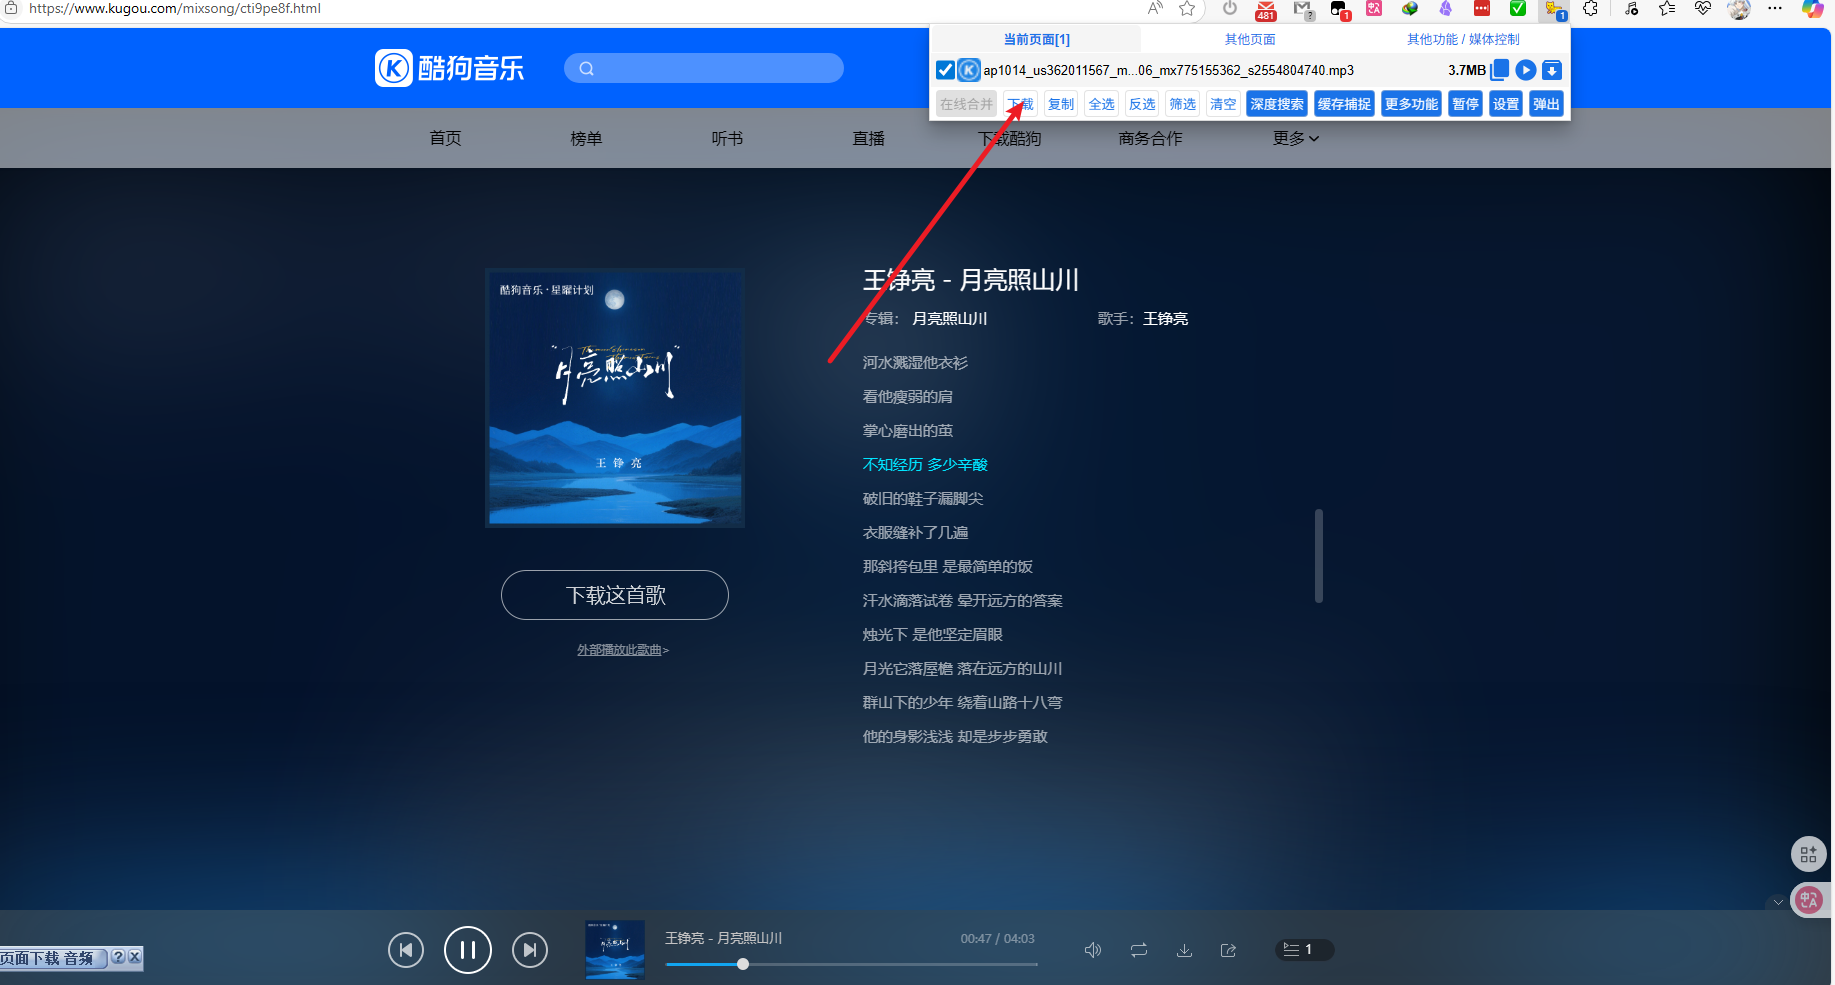 https://www.kugou.com/mixsong/cti9pe8f.html
481
?
1
1
当前页面[1]
其他页面
其他功能 / 媒体控制
ap1014_us362011567_m...06_mx775155362_s2554804740.mp3
3.7MB
在线合并
下载
复制
全选
反选
筛选
清空
深度搜索
缓存捕捉
更多功能
暂停
设置
弹出
酷狗音乐
首页
榜单
听书
直播
下载酷狗
商务合作
更多
酷狗音乐·星曜计划
"月亮照山川"
王铮亮
王铮亮 - 月亮照山川
专辑： 月亮照山川
歌手：王铮亮
河水溅湿他衣衫
看他瘦弱的肩
掌心磨出的茧
不知经历 多少辛酸
破旧的鞋子漏脚尖
衣服缝补了几遍
那斜挎包里 是最简单的饭
汗水滴落试卷 晕开远方的答案
烛光下 是他坚定眉眼
月光它落屋檐 落在远方的山川
群山下的少年 绕着山路十八弯
他的身影浅浅 却是步步勇敢
下载这首歌
外部播放此歌曲>
页面下载 音频
王铮亮 - 月亮照山川
00:47 / 04:03
1